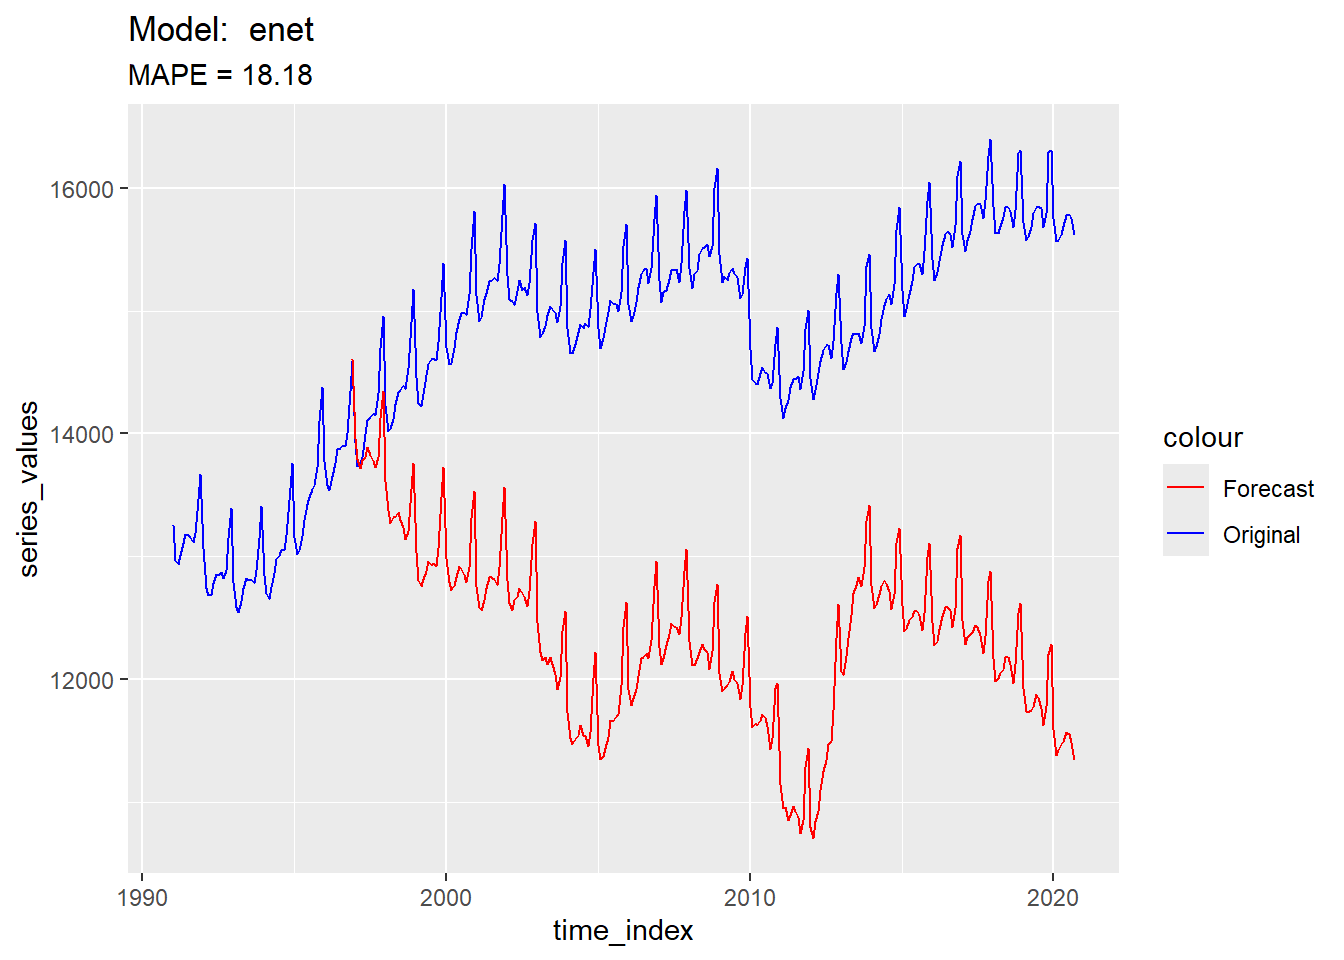 Model:  enet
MAPE = 18.18
series_values
16000
14000
12000
1990
2000
2010
2020
time_index
colour
Forecast
Original